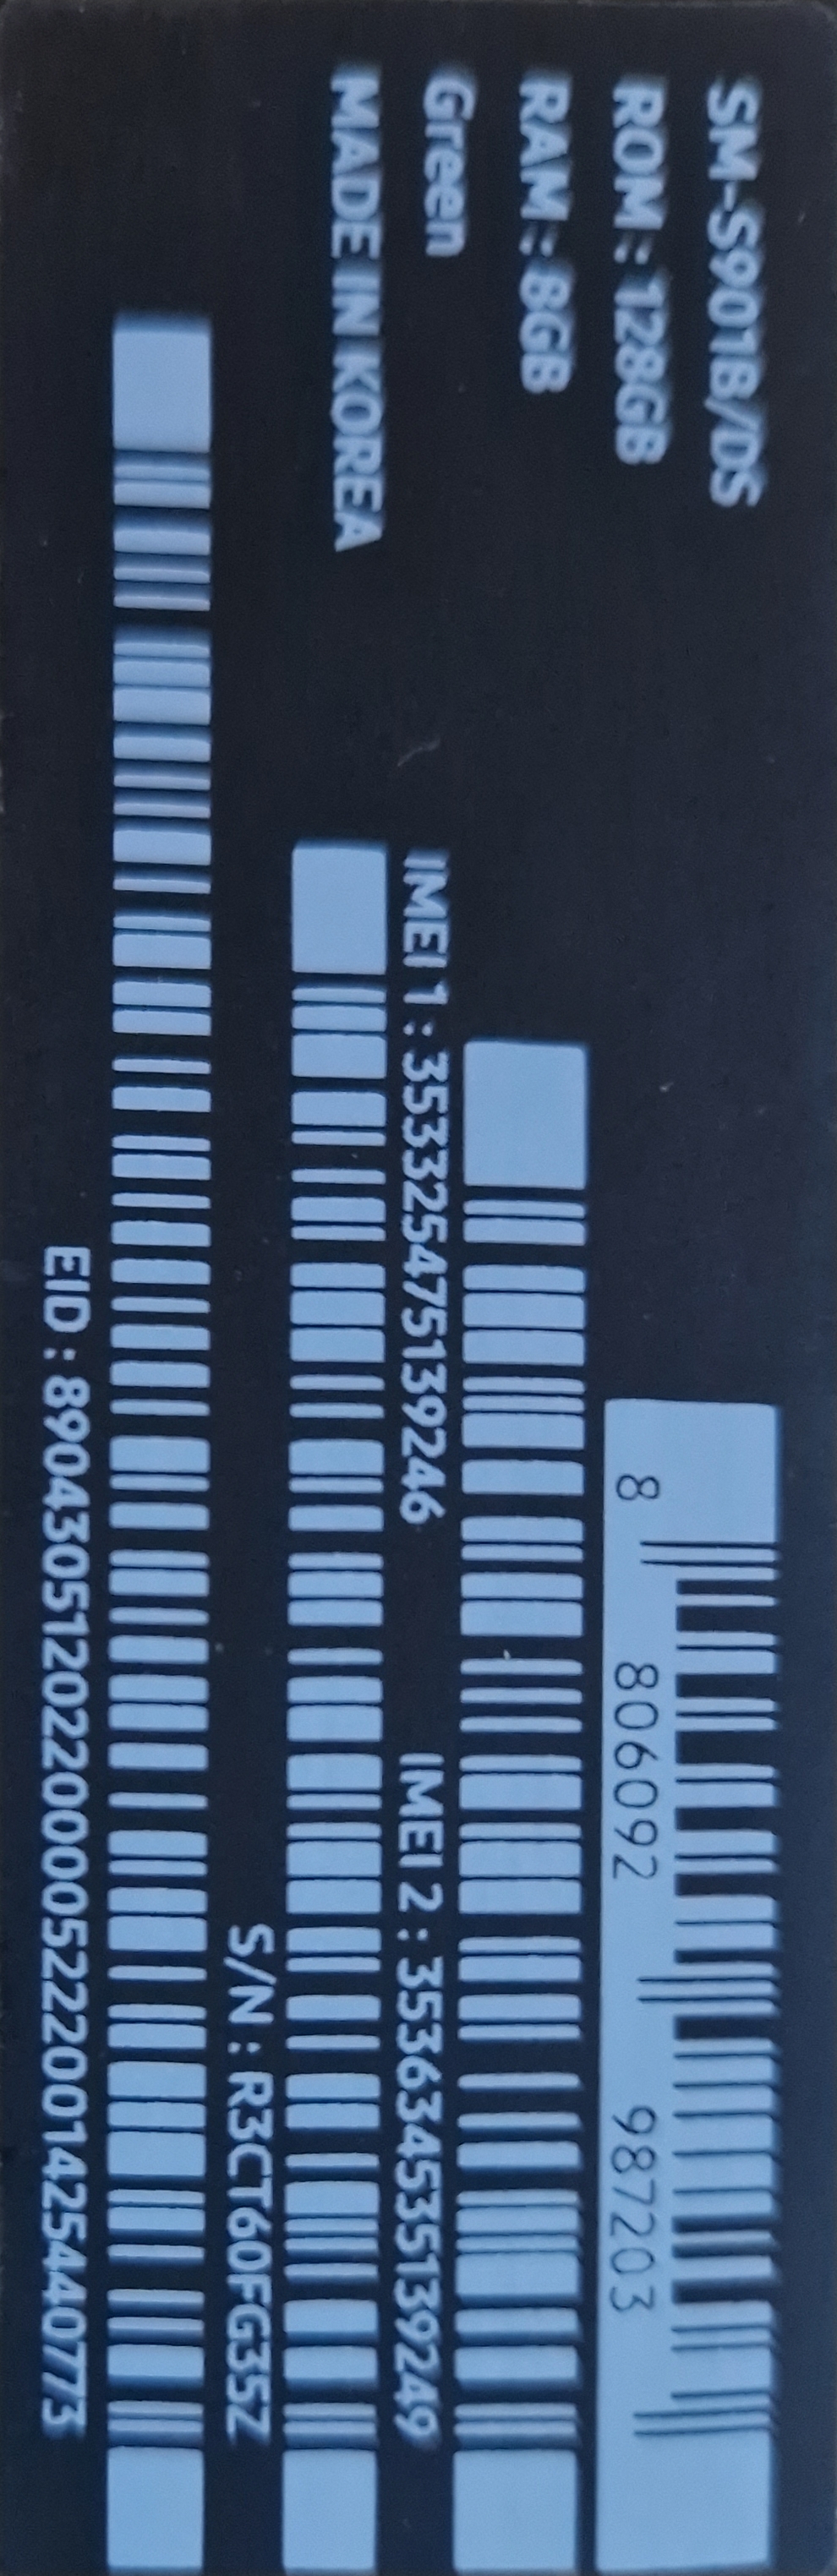 SM-S901B/DS
ROM : 128GB
RAM : 8GB
Green
MADE IN KOREA
8 806092 987203
IMEI 1 : 353325475139246
IMEI 2 : 353634535139249
S/N : R3CT60FG35Z
EID : 89043051202200005222001425440773